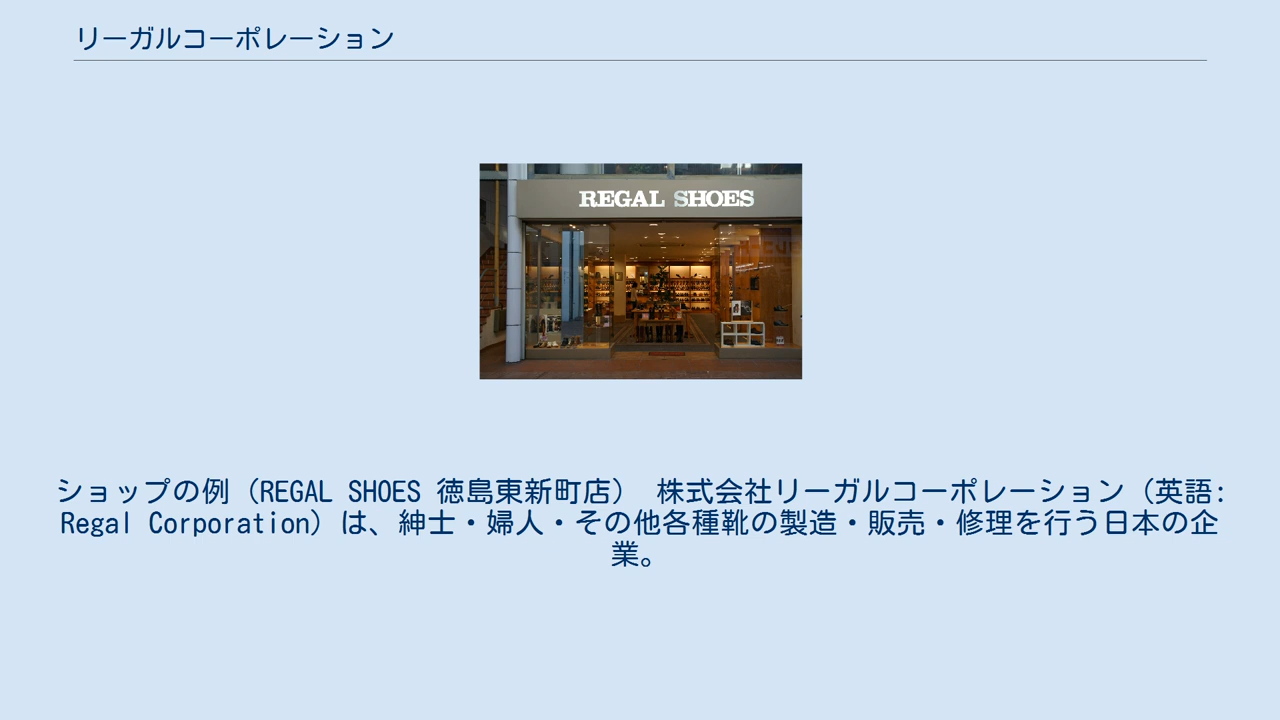 リーガルコーポレーション
REGAL SHOES
ショップの例（REGAL SHOES 徳島東新町店） 株式会社リーガルコーポレーション（英語:
Regal Corporation）は、紳士・婦人・その他各種靴の製造・販売・修理を行う日本の企
業。